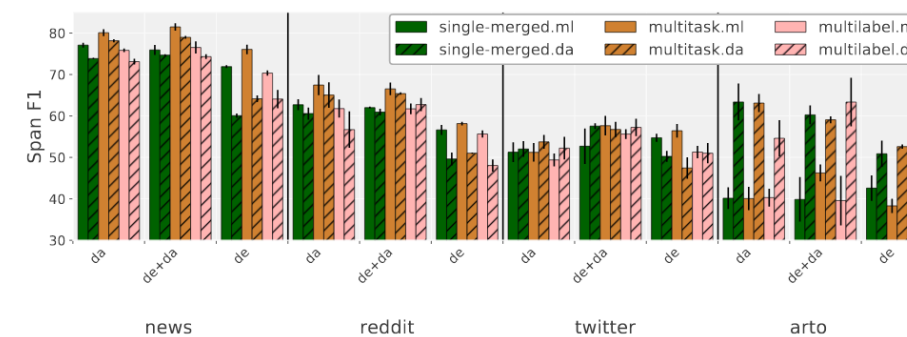 single-merged.ml multitask.ml multilabel.m
single-merged.da multitask.da multilabel.d
Span F1
80
70
60
50
40
30
da de+da de da de+da de da de+da de da de+da de
news reddit twitter arto